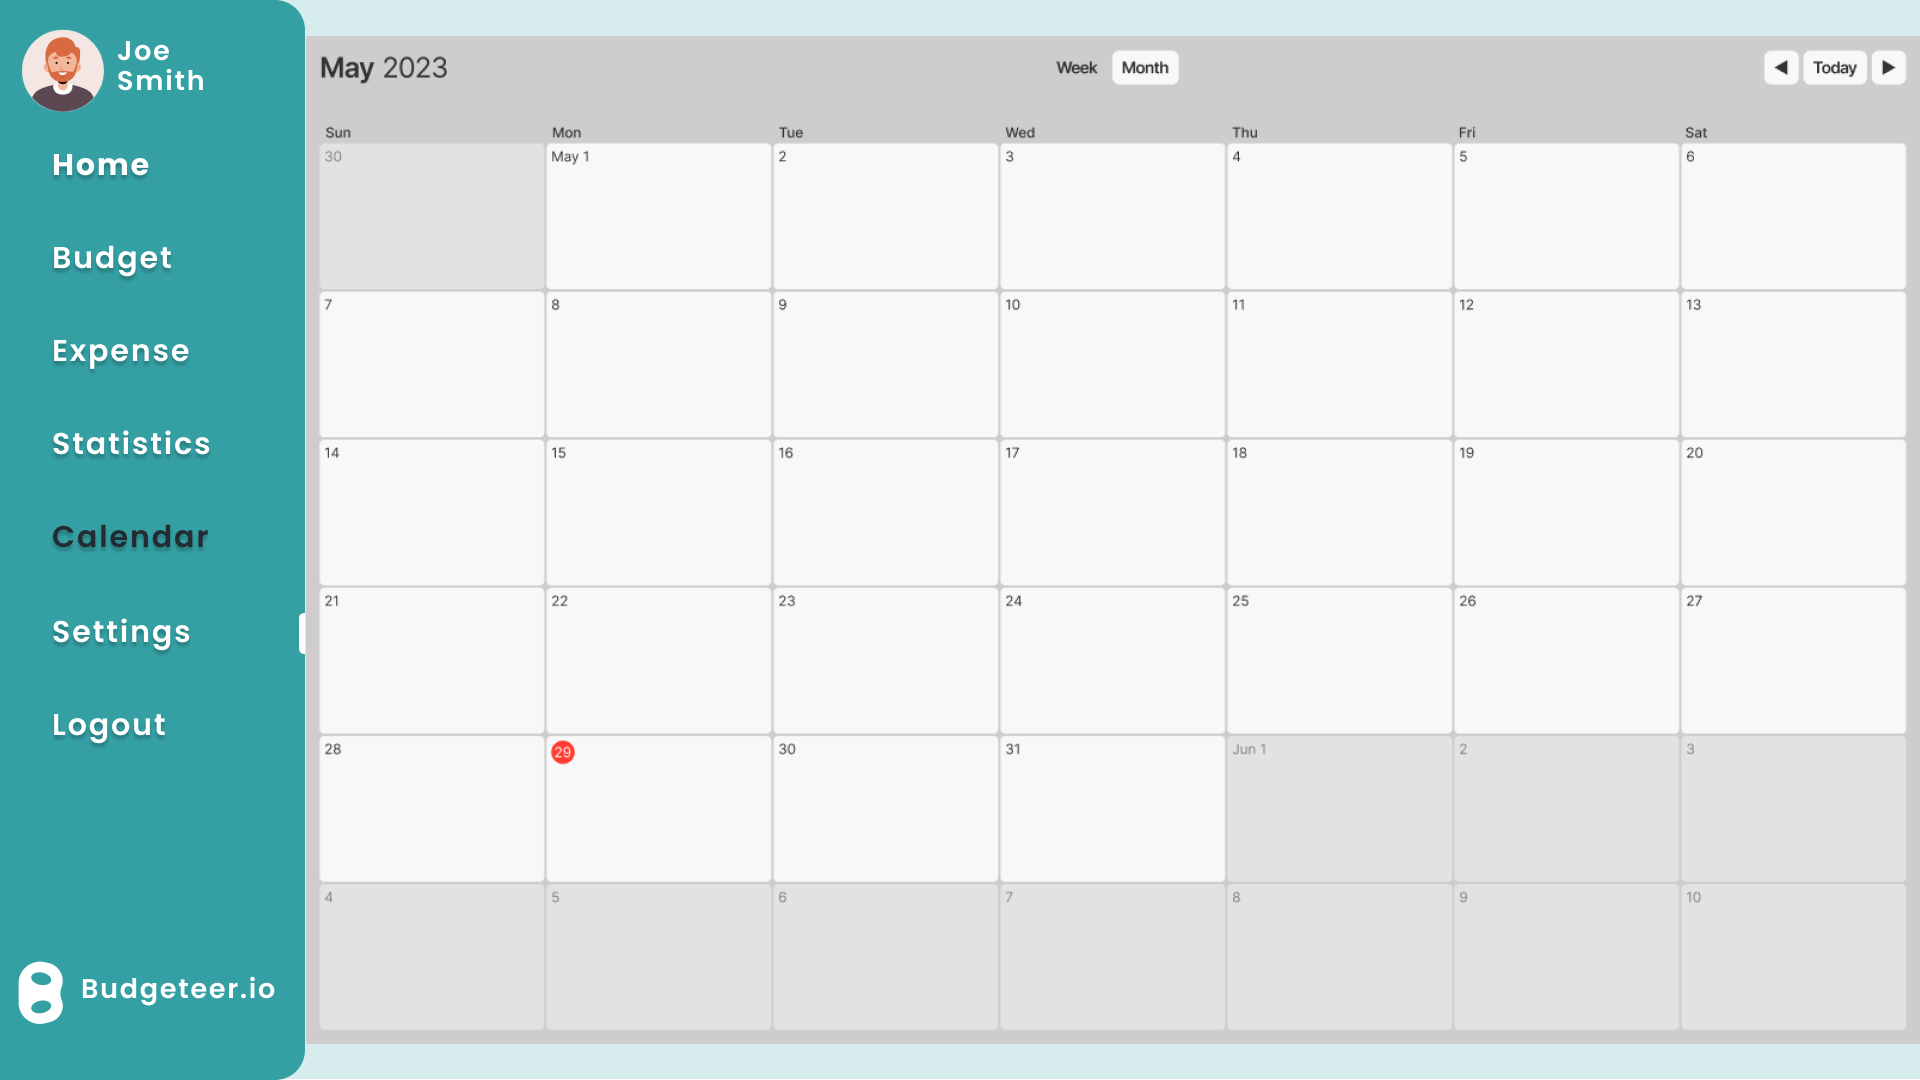 Joe
Smith
Home
Budget
Expense
Statistics
Calendar
Settings
Logout
Budgeteer.io
May 2023
Week Month
◀ Today ▶
Sun Mon Tue Wed Thu Fri Sat
30 May 1 2 3 4 5 6
7 8 9 10 11 12 13
14 15 16 17 18 19 20
21 22 23 24 25 26 27
28 29 30 31 Jun 1 2 3
4 5 6 7 8 9 10